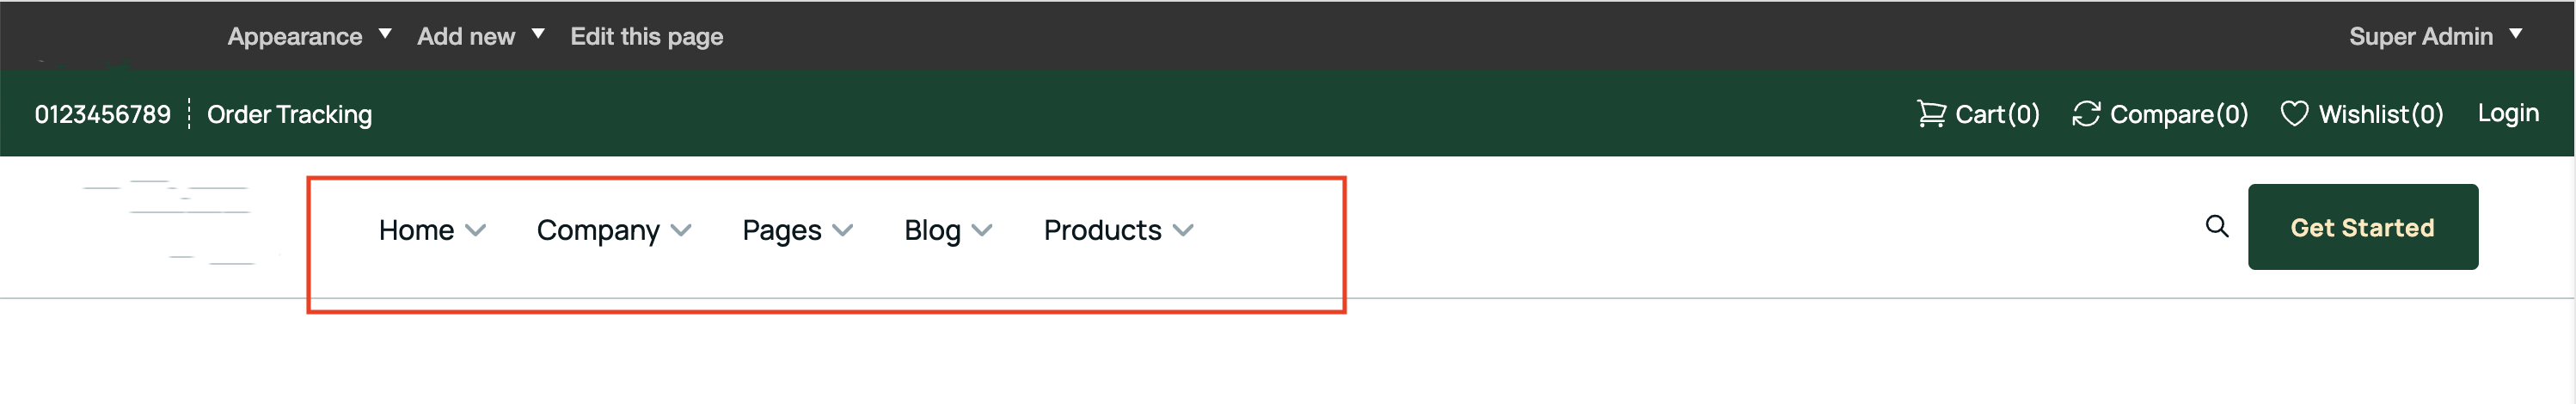 Appearance Add new Edit this page Super Admin
0123456789 Order Tracking Cart(0) Compare(0) Wishlist(0) Login
Home Company Pages Blog Products Get Started